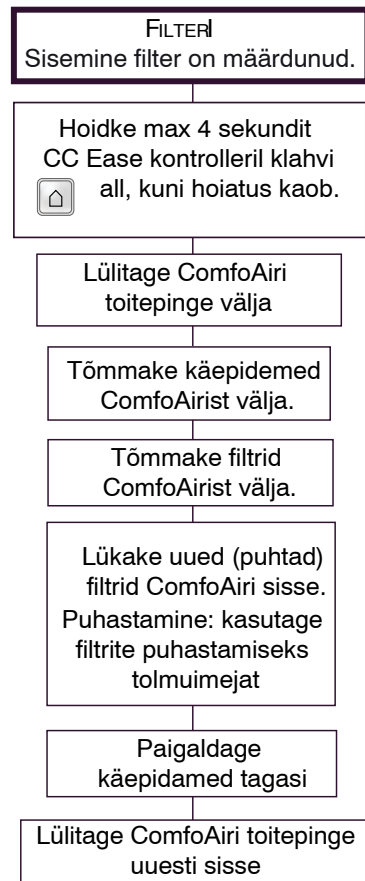 FILTERI
Sisemine filter on määrdunud.
Hoidke max 4 sekundit
CC Ease kontrolleril klahvi
all, kuni hoiatus kaob.
Lülitage ComfoAiri
toitepinge välja
Tõmmake käepidemed
ComfoAirist välja.
Tõmmake filtrid
ComfoAirist välja.
Lükake uued (puhtad)
filtrid ComfoAiri sisse.
Puhastamine: kasutage
filtrite puhastamiseks
tolmuimejat
Paigaldage
käepidamed tagasi
Lülitage ComfoAiri toitepinge
uuesti sisse